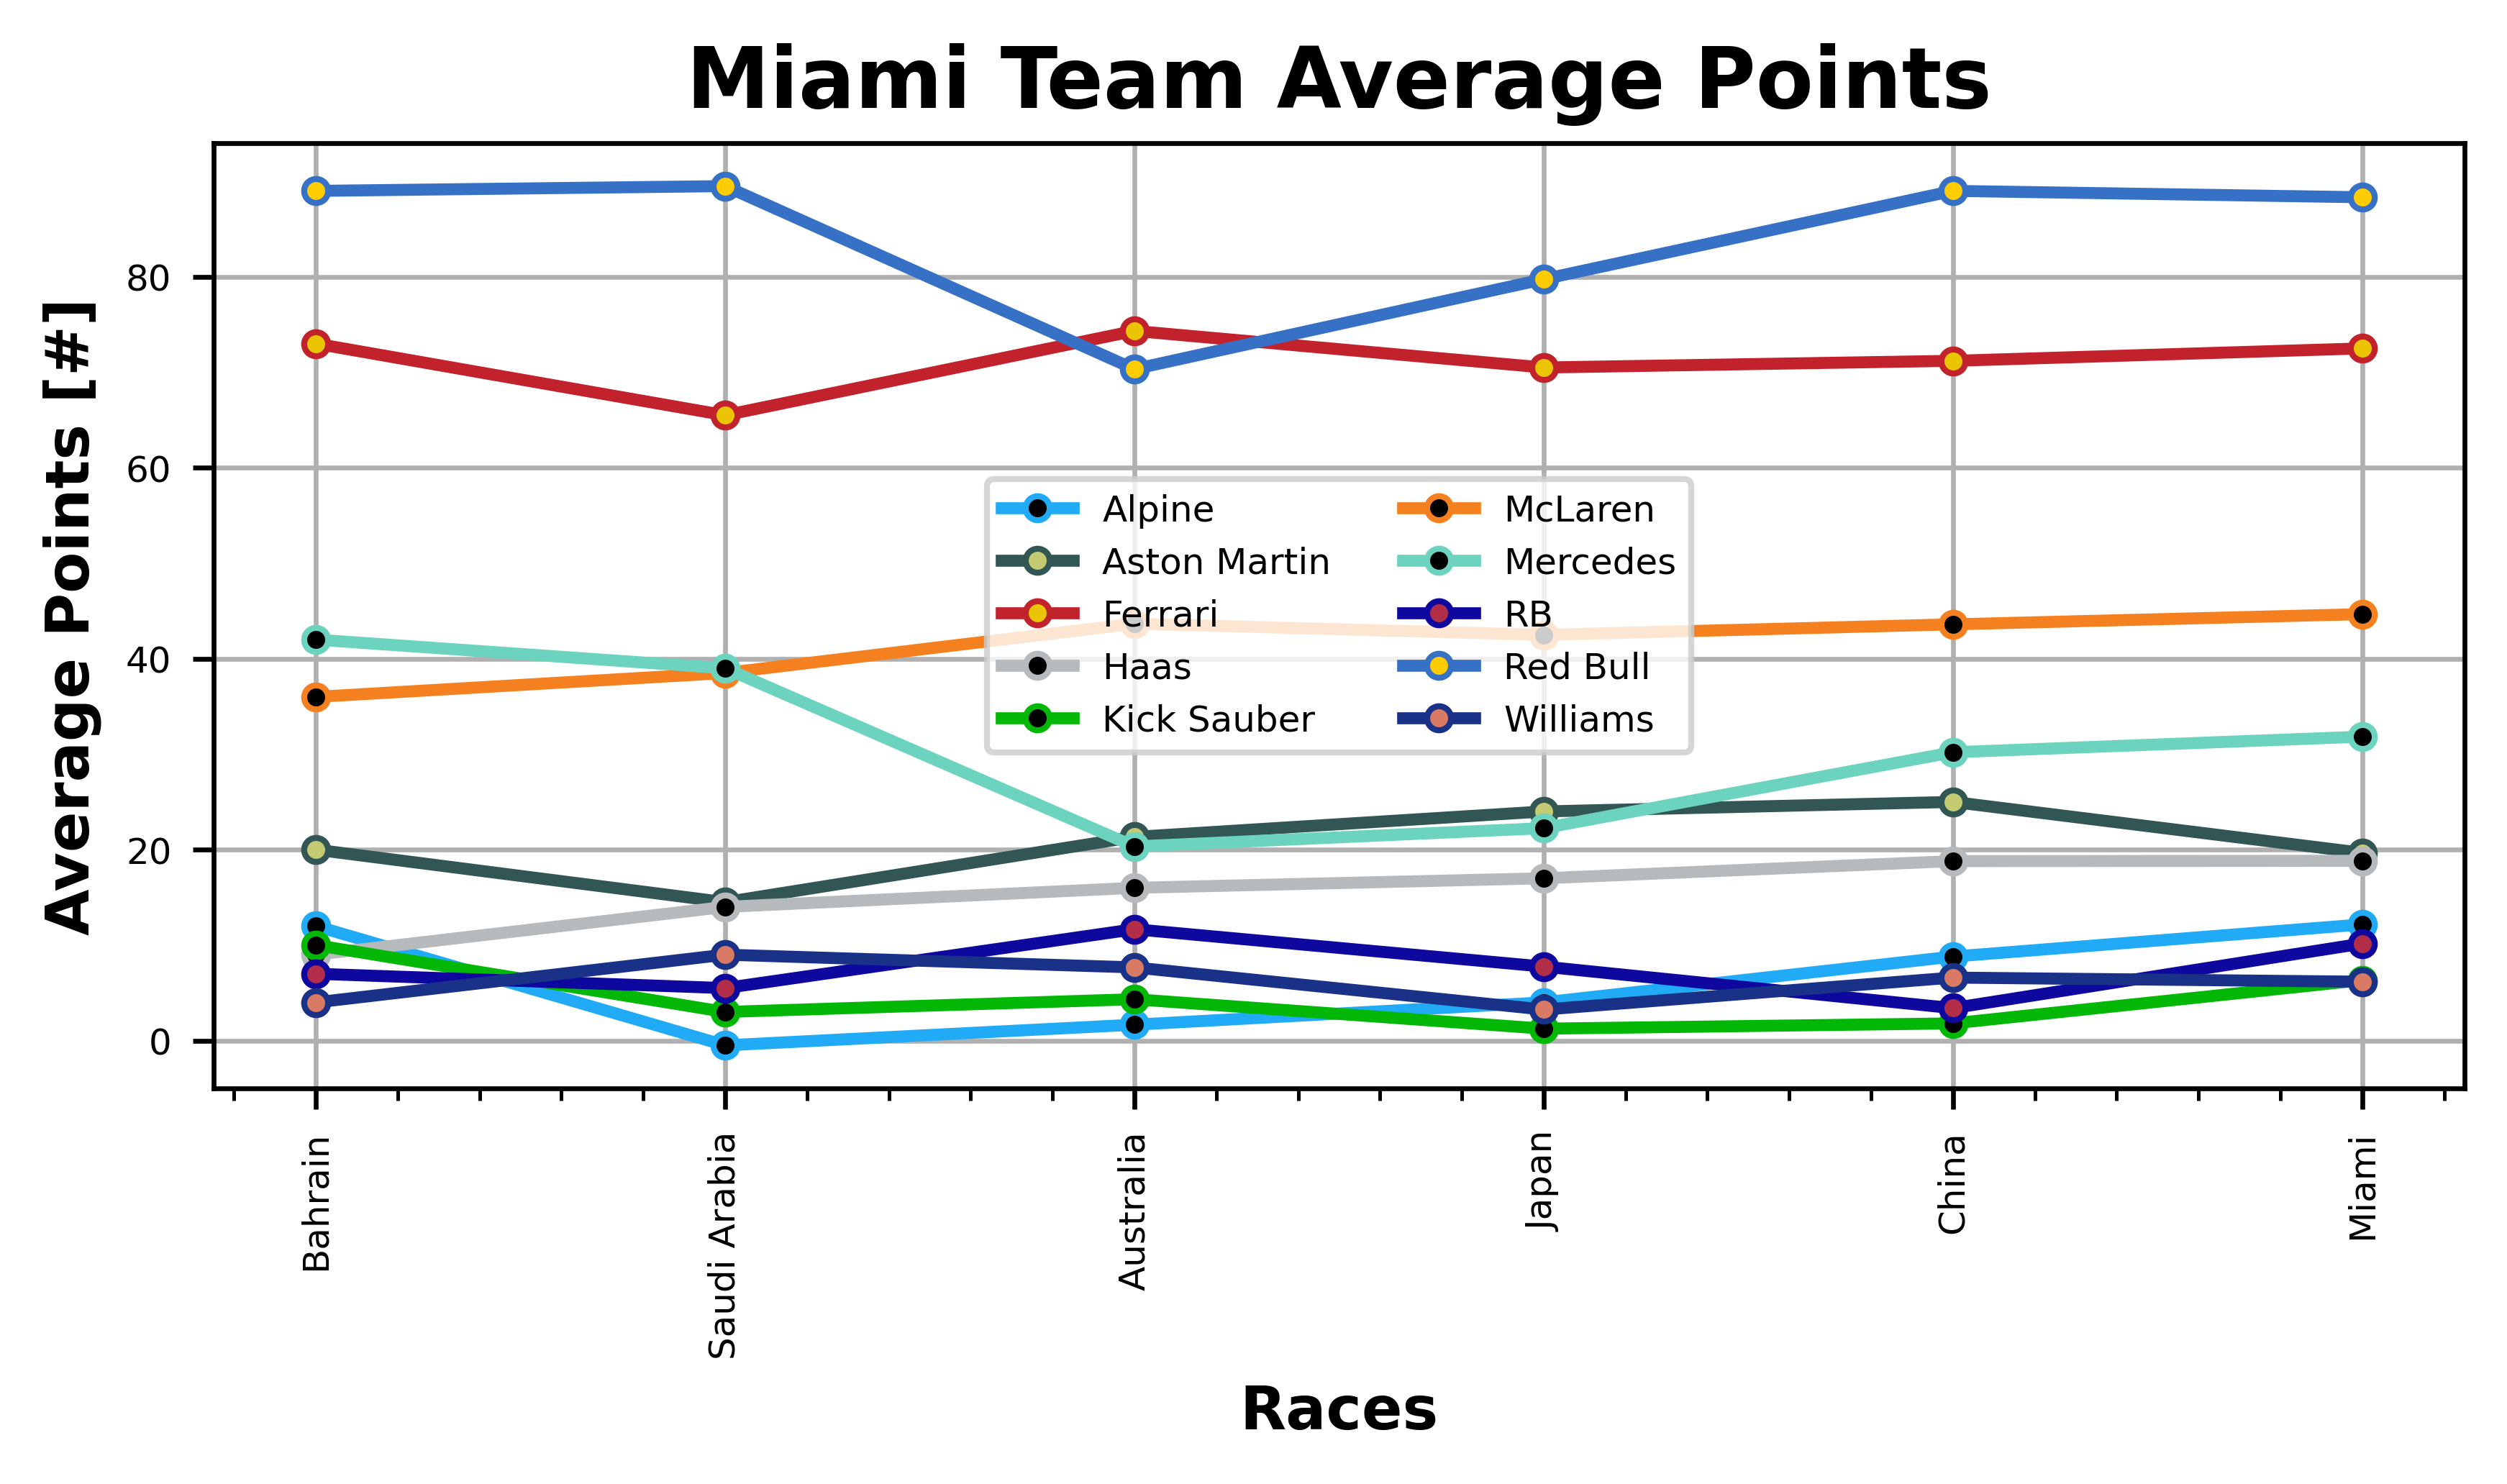 Miami Team Average Points
Average Points [#]
80
60
40
20
0
Alpine
Aston Martin
Ferrari
Haas
Kick Sauber
McLaren
Mercedes
RB
Red Bull
Williams
Bahrain
Saudi Arabia
Australia
Japan
China
Miami
Races